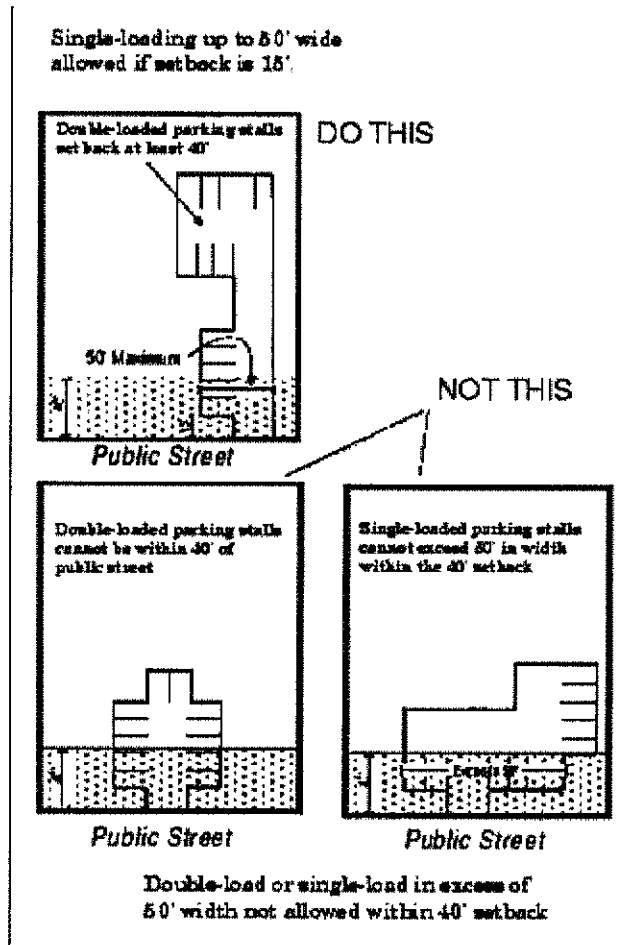 Single-loading up to 50' wide
allowed if setback is 15'.
Double-loaded parking stalls
set back at least 40'
DO THIS
50' Maximum
Public Street
NOT THIS
Double-loaded parking stalls
cannot be within 40' of
public street
Single-loaded parking stalls
cannot exceed 50' in width
within the 40' setback
Exceeds 50'
Public Street
Public Street
Double-load or single-load in excess of
50' width not allowed within 40' setback